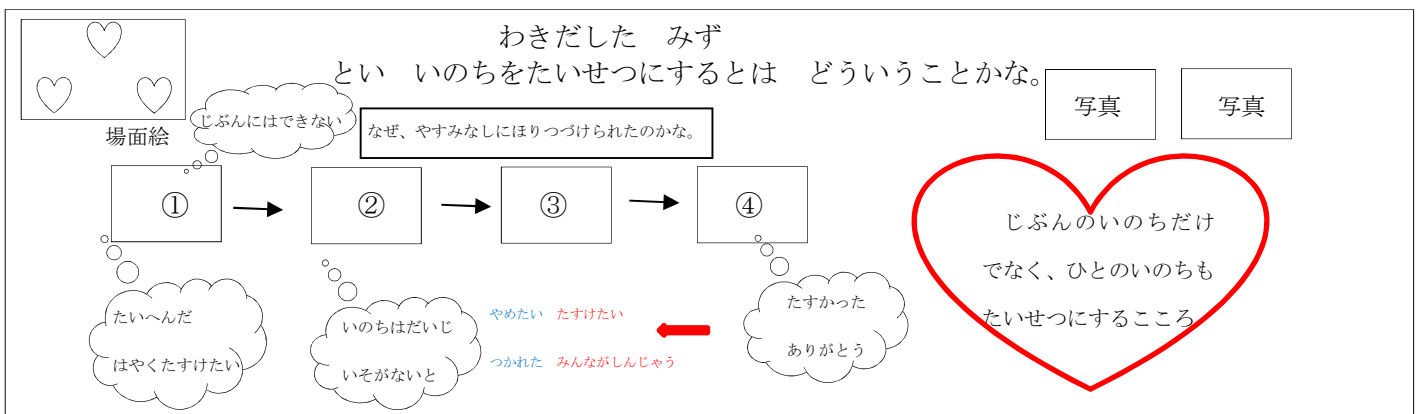 わきだした　みず
とい　いのちをたいせつにするとは　どういうことかな。
場面絵
じぶんにはできない
なぜ、やすみなしにほりつづけられたのかな。
写真
写真
①
②
③
④
たいへんだ
はやくたすけたい
いのちはだいじ
いそがないと
やめたい　たすけたい
つかれた　みんながしんじゃう
たすかった
ありがとう
じぶんのいのちだけ
でなく、ひとのいのちも
たいせつにするこころ